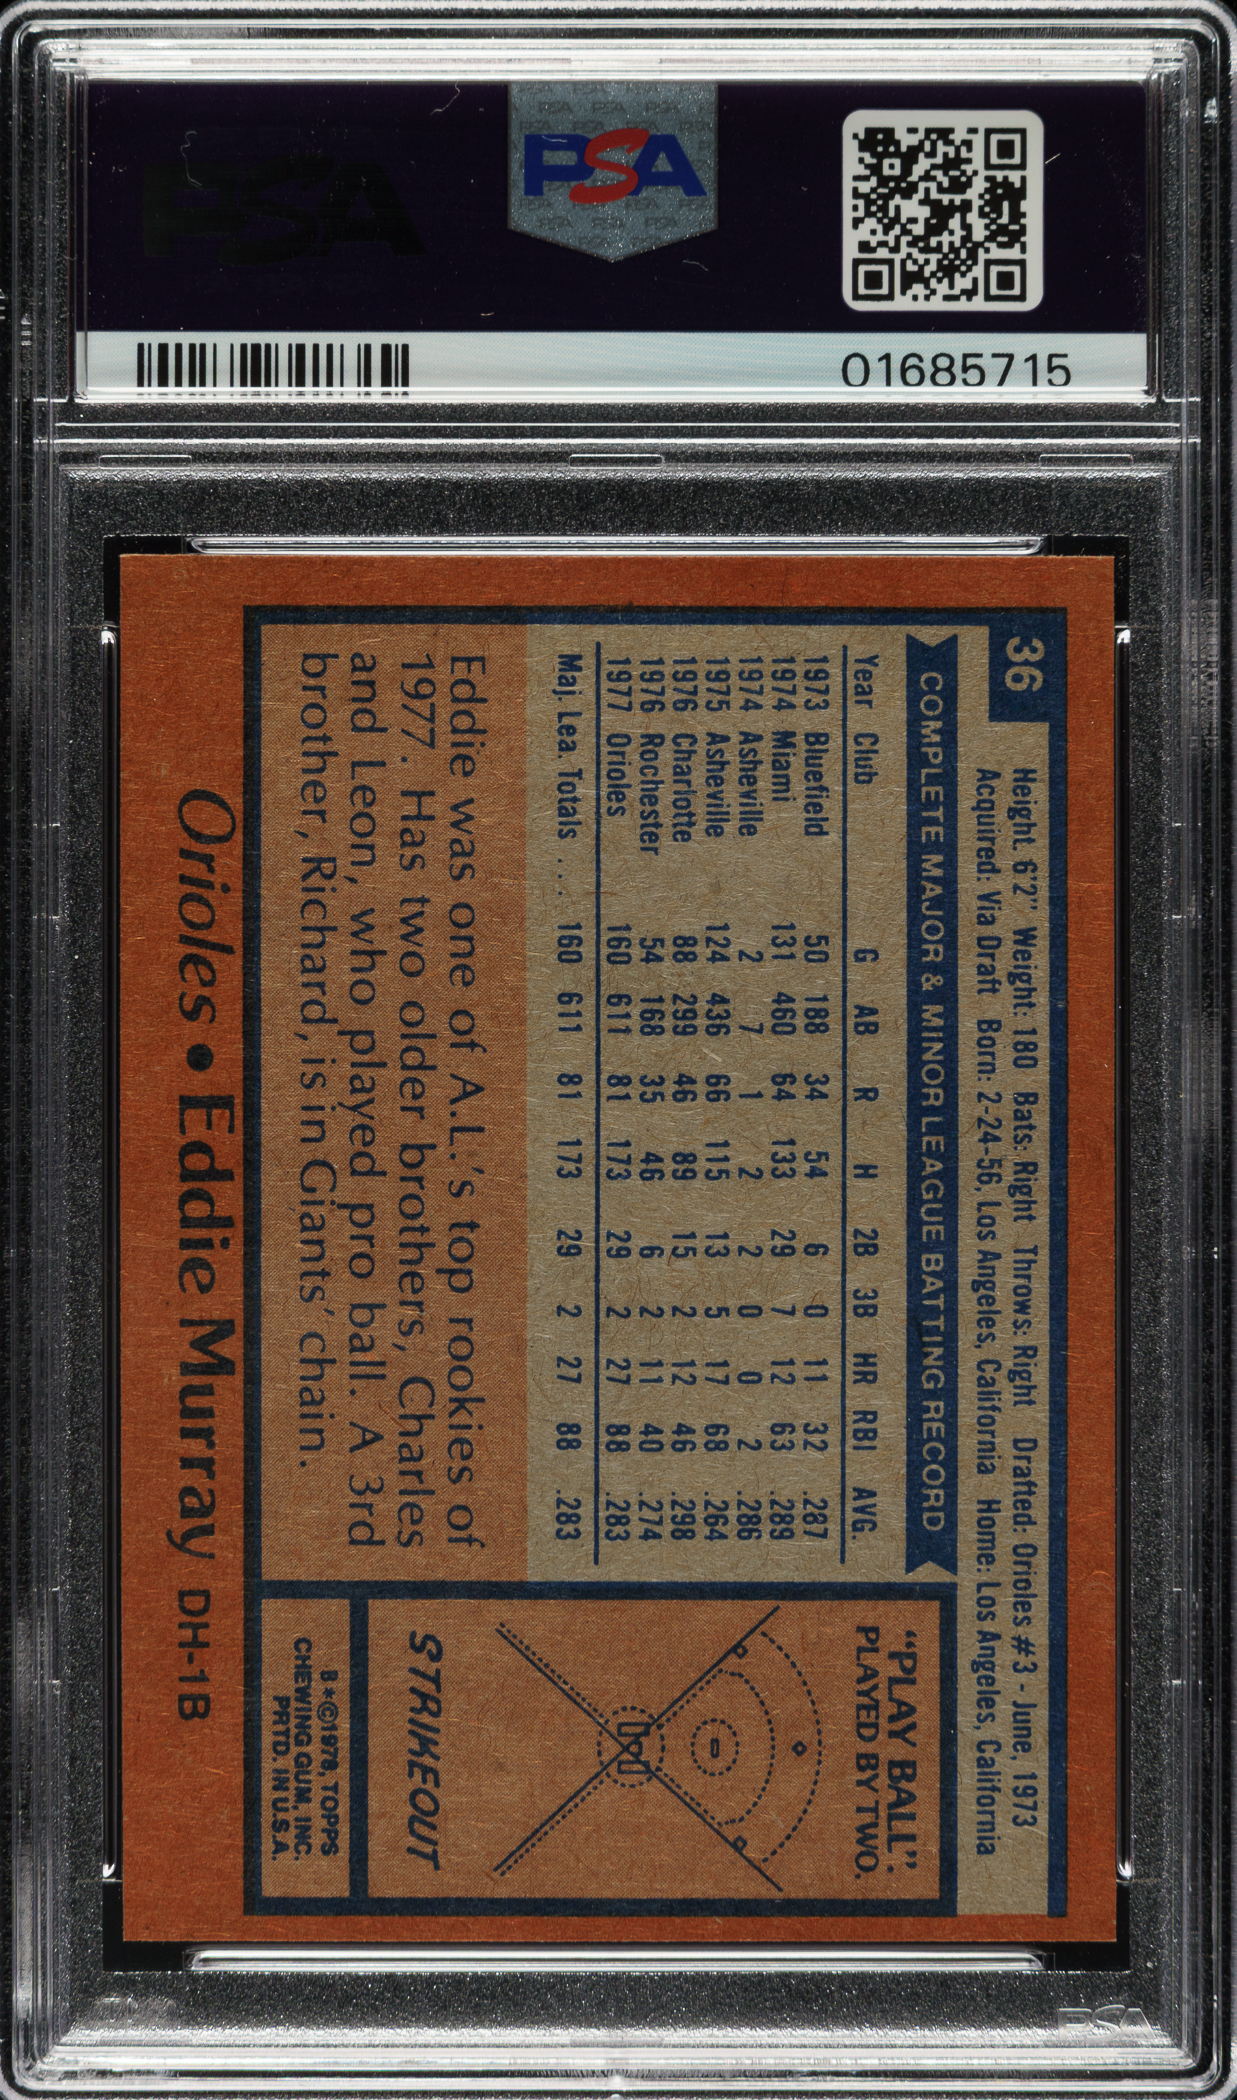 PSA
PSA
01685715
36
Height: 6'2" Weight: 180 Bats: Right Throws: Right Drafted: Orioles #3 - June, 1973
Acquired: Via Draft Born: 2-24-56, Los Angeles, California Home: Los Angeles, California
COMPLETE MAJOR & MINOR LEAGUE BATTING RECORD
Year Club G AB R H 2B 3B HR RBI AVG.
1973 Bluefield 50 188 34 54 6 0 11 32 .287
1974 Miami 131 460 64 133 29 7 12 63 .289
1974 Asheville 2 7 1 2 2 0 0 2 .286
1975 Asheville 124 436 66 115 13 5 17 68 .264
1976 Charlotte 88 299 46 89 15 2 12 46 .298
1976 Rochester 54 168 35 46 6 2 11 40 .274
1977 Orioles 160 611 81 173 29 2 27 88 .283
Maj. Lea. Totals . . . 160 611 81 173 29 2 27 88 .283
Eddie was one of A.L.'s top rookies of
1977. Has two older brothers, Charles
and Leon, who played pro ball. A 3rd
brother, Richard, is in Giants' chain.
"PLAY BALL":
PLAYED BY TWO.
STRIKEOUT
B*©1978, TOPPS
CHEWING GUM, INC.
PRTD. IN U.S.A.
Orioles • Eddie Murray DH-1B
PSA